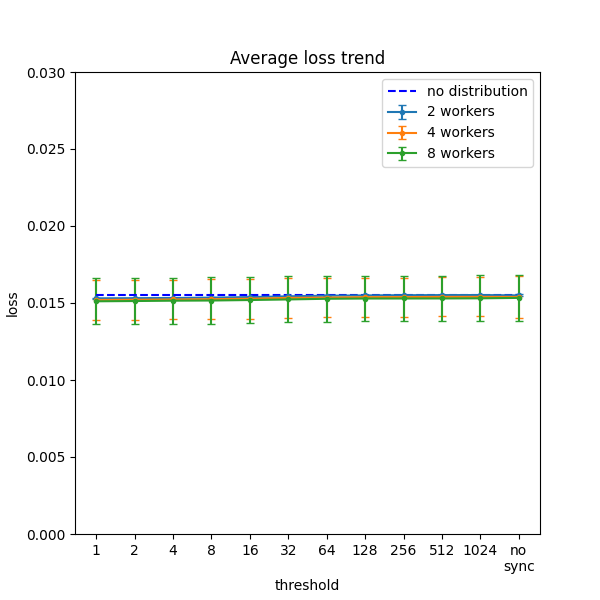 Average loss trend
0.030
0.025
0.020
0.015
0.010
0.005
0.000
loss
no distribution
2 workers
4 workers
8 workers
1 2 4 8 16 32 64 128 256 512 1024 no
sync
threshold